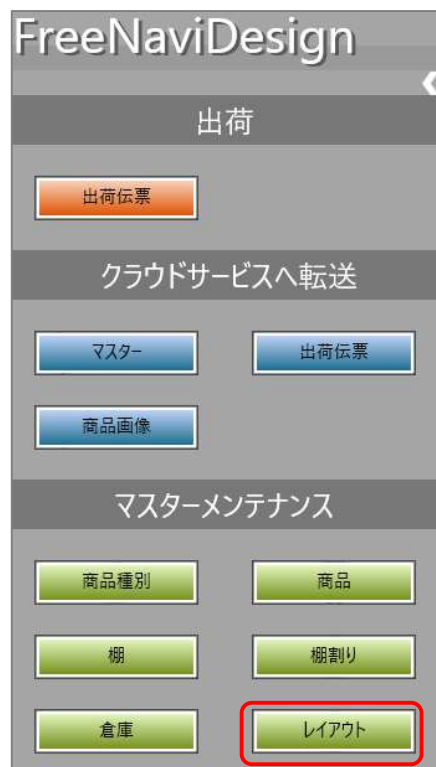 FreeNaviDesign
出荷
出荷伝票
クラウドサービスへ転送
マスター 出荷伝票
商品画像
マスターメンテナンス
商品種別 商品
棚 棚割り
倉庫 レイアウト